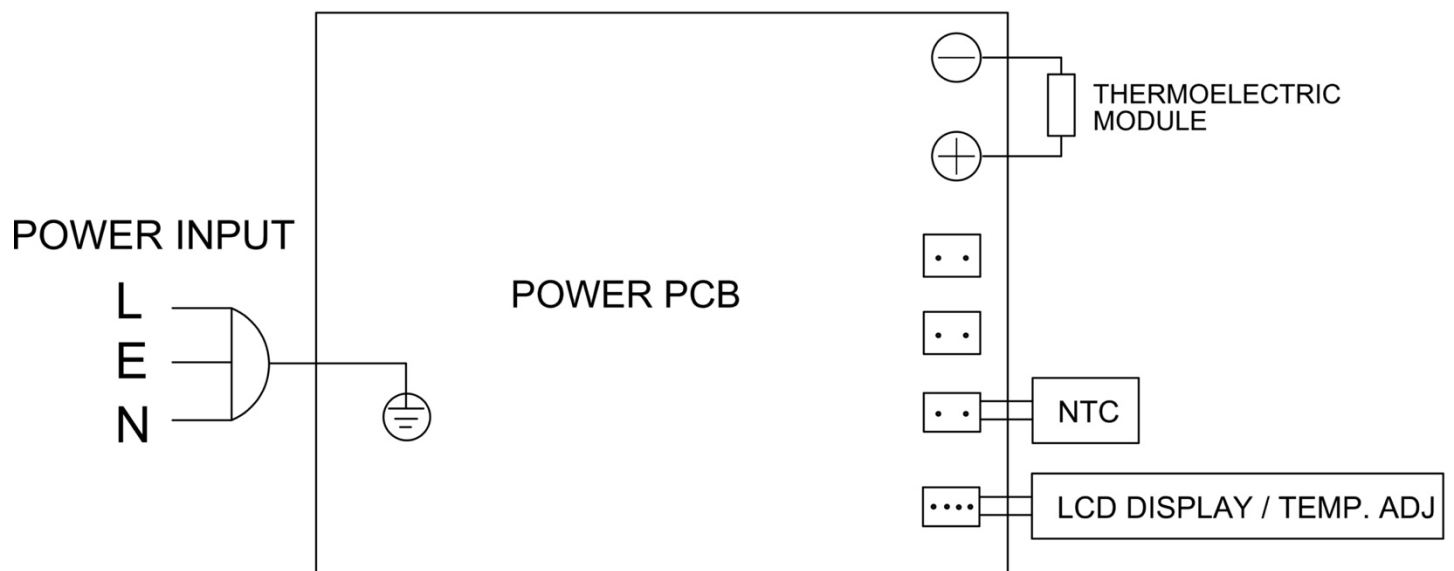 THERMOELECTRIC
MODULE
POWER INPUT
L
E
N
POWER PCB
NTC
LCD DISPLAY / TEMP. ADJ